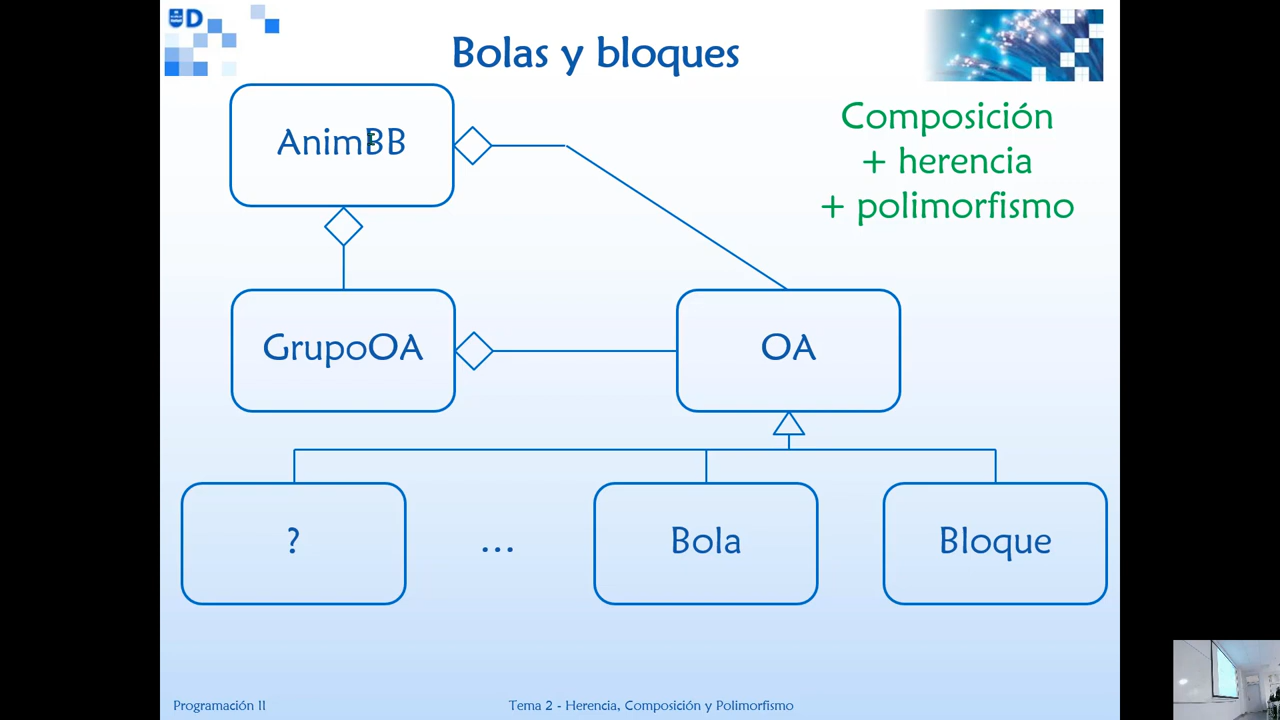 D
Bolas y bloques
AnimBB
Composición
+ herencia
+ polimorfismo
GrupoOA
OA
?
...
Bola
Bloque
Programación II
Tema 2 - Herencia, Composición y Polimorfismo